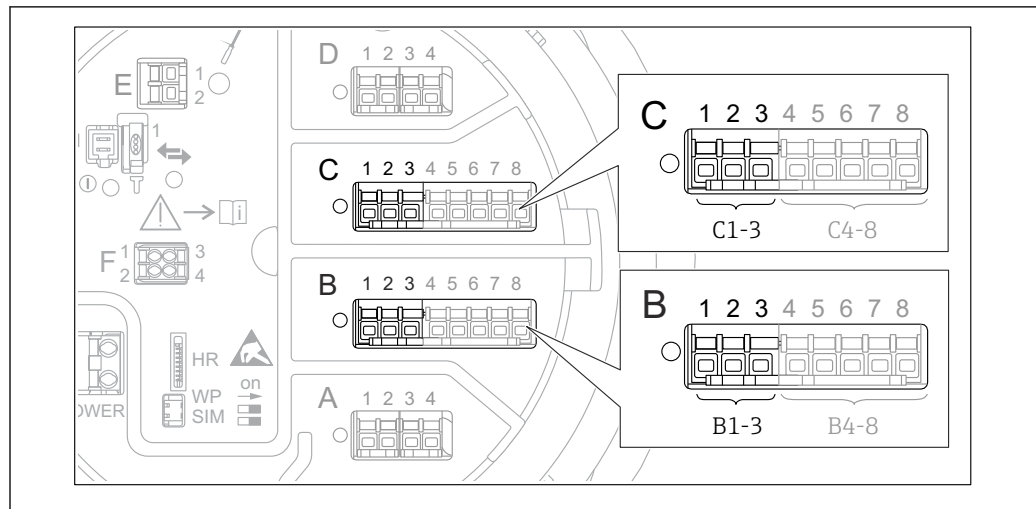 D 1 2 3 4
E 1
2
1
C 1 2 3 4 5 6 7 8
F 1 3
2 4
B 1 2 3 4 5 6 7 8
HR
WP on
SIM
OWER
A 1 2 3 4
C 1 2 3 4 5 6 7 8
C1-3 C4-8
B 1 2 3 4 5 6 7 8
B1-3 B4-8